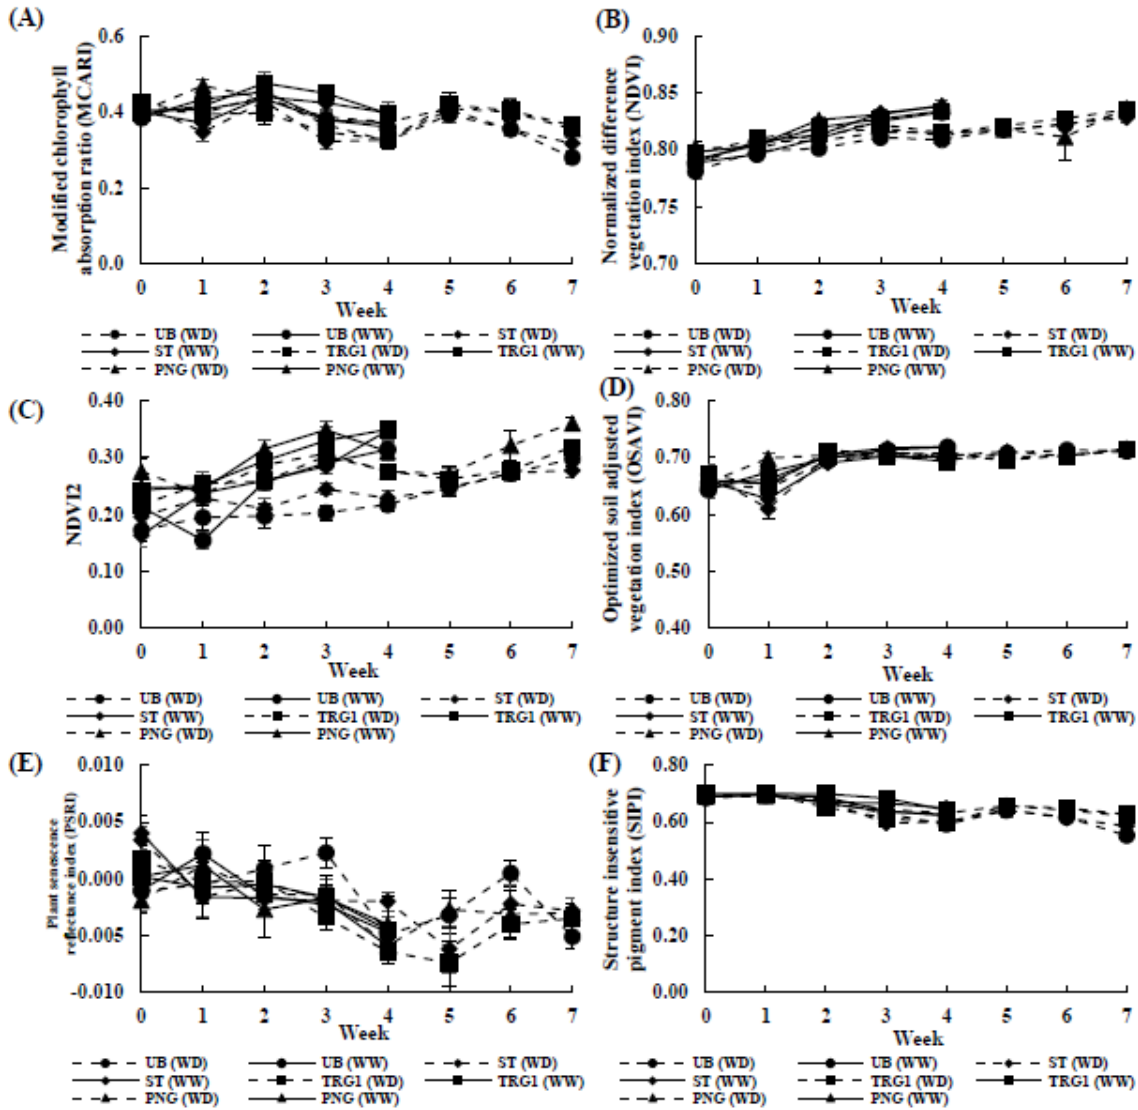 (A)
Modified chlorophyll
absorption ratio (MCARI)
0.6
0.4
0.2
0.0
0 1 2 3 4 5 6 7
Week
UB (WD) UB (WW) ST (WD)
ST (WW) TRG1 (WD) TRG1 (WW)
PNG (WD) PNG (WW)
(B)
Normalized difference
vegetation index (NDVI)
0.90
0.85
0.80
0.75
0.70
0 1 2 3 4 5 6 7
Week
UB (WD) UB (WW) ST (WD)
ST (WW) TRG1 (WD) TRG1 (WW)
PNG (WD) PNG (WW)
(C)
NDVI2
0.40
0.30
0.20
0.10
0.00
0 1 2 3 4 5 6 7
Week
UB (WD) UB (WW) ST (WD)
ST (WW) TRG1 (WD) TRG1 (WW)
PNG (WD) PNG (WW)
(D)
Optimized soil adjusted
vegetation index (OSAVI)
0.80
0.70
0.60
0.50
0.40
0 1 2 3 4 5 6 7
Week
UB (WD) UB (WW) ST (WD)
ST (WW) TRG1 (WD) TRG1 (WW)
PNG (WD) PNG (WW)
(E)
Plant senescence
reflectance index (PSRI)
0.010
0.005
0.000
-0.005
-0.010
0 1 2 3 4 5 6 7
Week
UB (WD) UB (WW) ST (WD)
ST (WW) TRG1 (WD) TRG1 (WW)
PNG (WD) PNG (WW)
(F)
Structure insensitive
pigment index (SIPI)
0.80
0.60
0.40
0.20
0.00
0 1 2 3 4 5 6 7
Week
UB (WD) UB (WW) ST (WD)
ST (WW) TRG1 (WD) TRG1 (WW)
PNG (WD) PNG (WW)